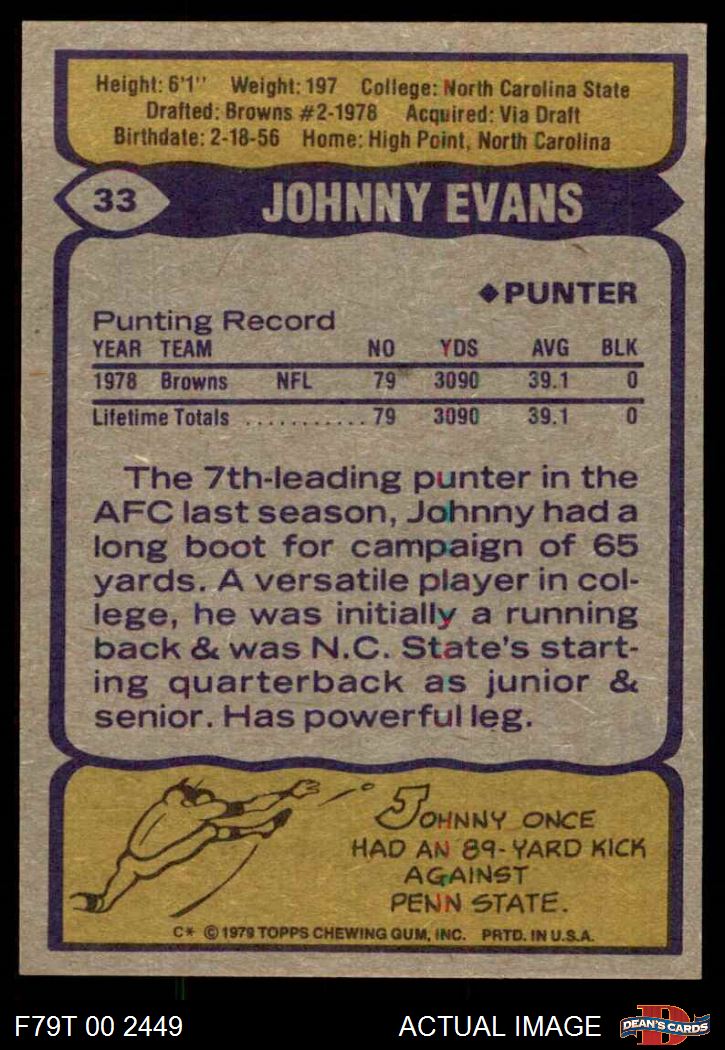 Height: 6'1" Weight: 197 College: North Carolina State
Drafted: Browns #2-1978 Acquired: Via Draft
Birthdate: 2-18-56 Home: High Point, North Carolina
33 JOHNNY EVANS
◆PUNTER
Punting Record
YEAR TEAM NO YDS AVG BLK
1978 Browns NFL 79 3090 39.1 0
Lifetime Totals ........... 79 3090 39.1 0
The 7th-leading punter in the
AFC last season, Johnny had a
long boot for campaign of 65
yards. A versatile player in col-
lege, he was initially a running
back & was N.C. State's start-
ing quarterback as junior &
senior. Has powerful leg.
JOHNNY ONCE
HAD AN 89-YARD KICK
AGAINST
PENN STATE.
C* © 1979 TOPPS CHEWING GUM, INC. PRTD. IN U.S.A.
F79T 00 2449 ACTUAL IMAGE D DEAN'S CARDS